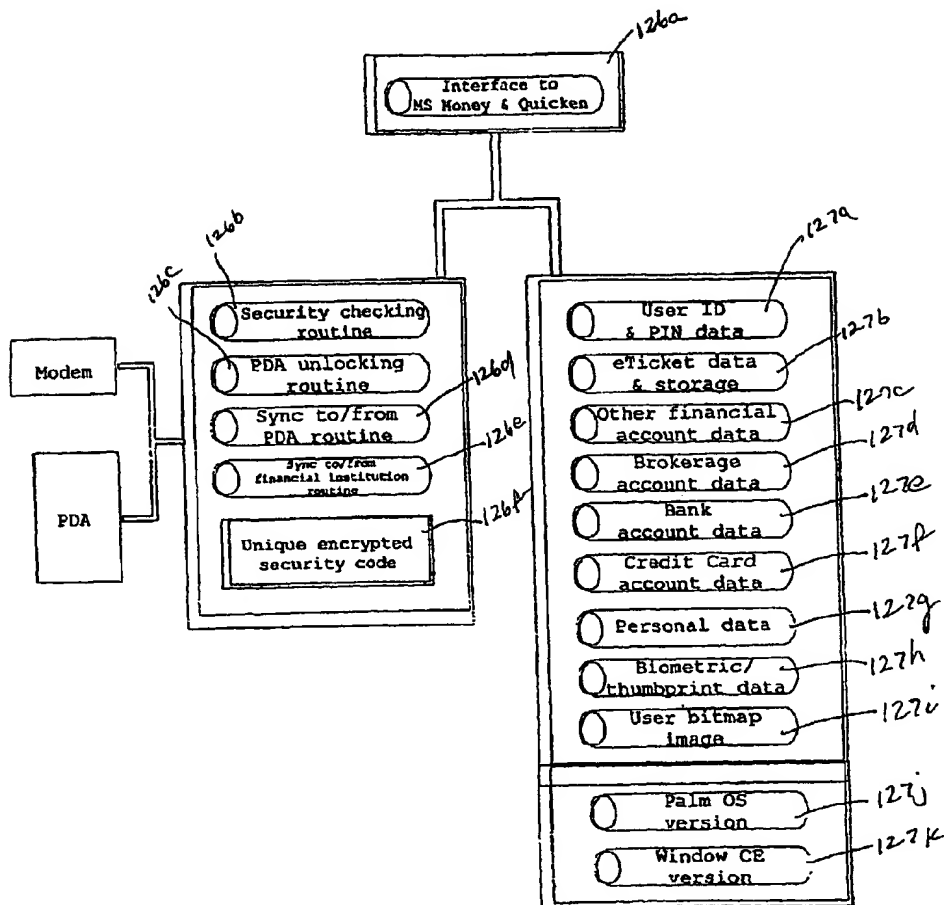 126a
Interface to
MS Money & Quicken
126b
126c
Security checking
routine
PDA unlocking
routine
126d
Sync to/from
PDA routine
126e
Sync to/from
financial institution
routing
126f
Unique encrypted
security code
Modem
PDA
127a
User ID
& PIN data
127b
eTicket data
& storage
127c
Other financial
account data
127d
Brokerage
account data
127e
Bank
account data
127f
Credit Card
account data
127g
Personal data
127h
Biometric/
thumbprint data
127i
User bitmap
image
127j
Palm OS
version
127k
Window CE
version